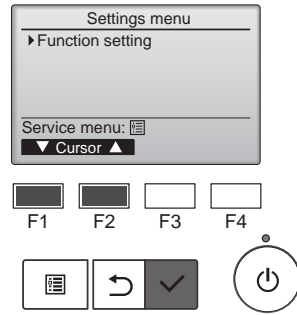 Settings menu
Function setting
Service menu:
Cursor
F1 F2 F3 F4